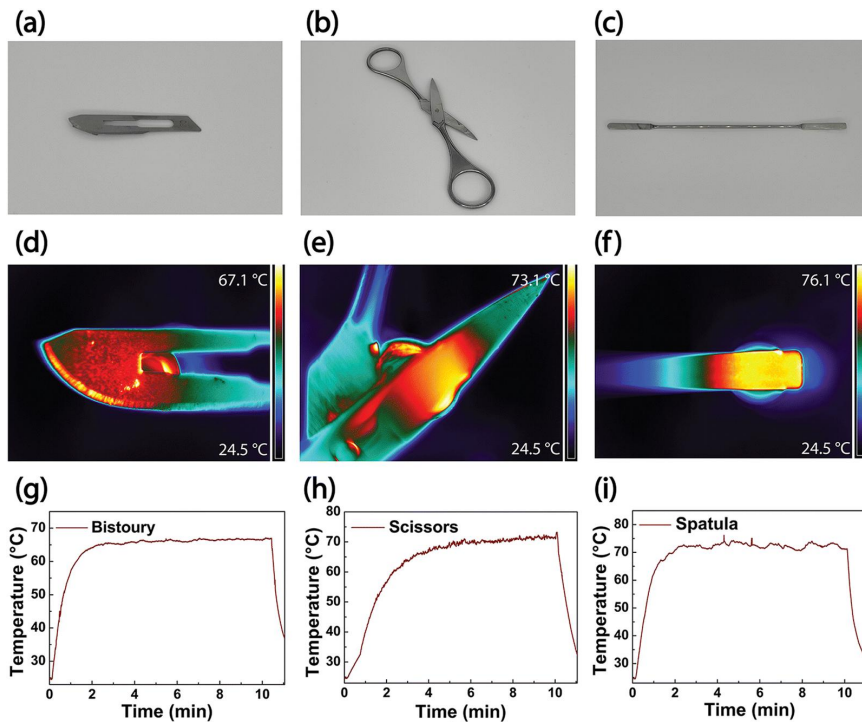 (a)
(b)
(c)
(d)
(e)
(f)
67.1 °C
73.1 °C
76.1 °C
24.5 °C
24.5 °C
24.5 °C
(g)
(h)
(i)
Bistoury
Temperature (°C)
70
60
50
40
30
0 2 4 6 8 10
Time (min)
Scissors
Temperature (°C)
80
70
60
50
40
30
0 2 4 6 8 10
Time (min)
Spatula
Temperature (°C)
80
70
60
50
40
30
0 2 4 6 8 10
Time (min)